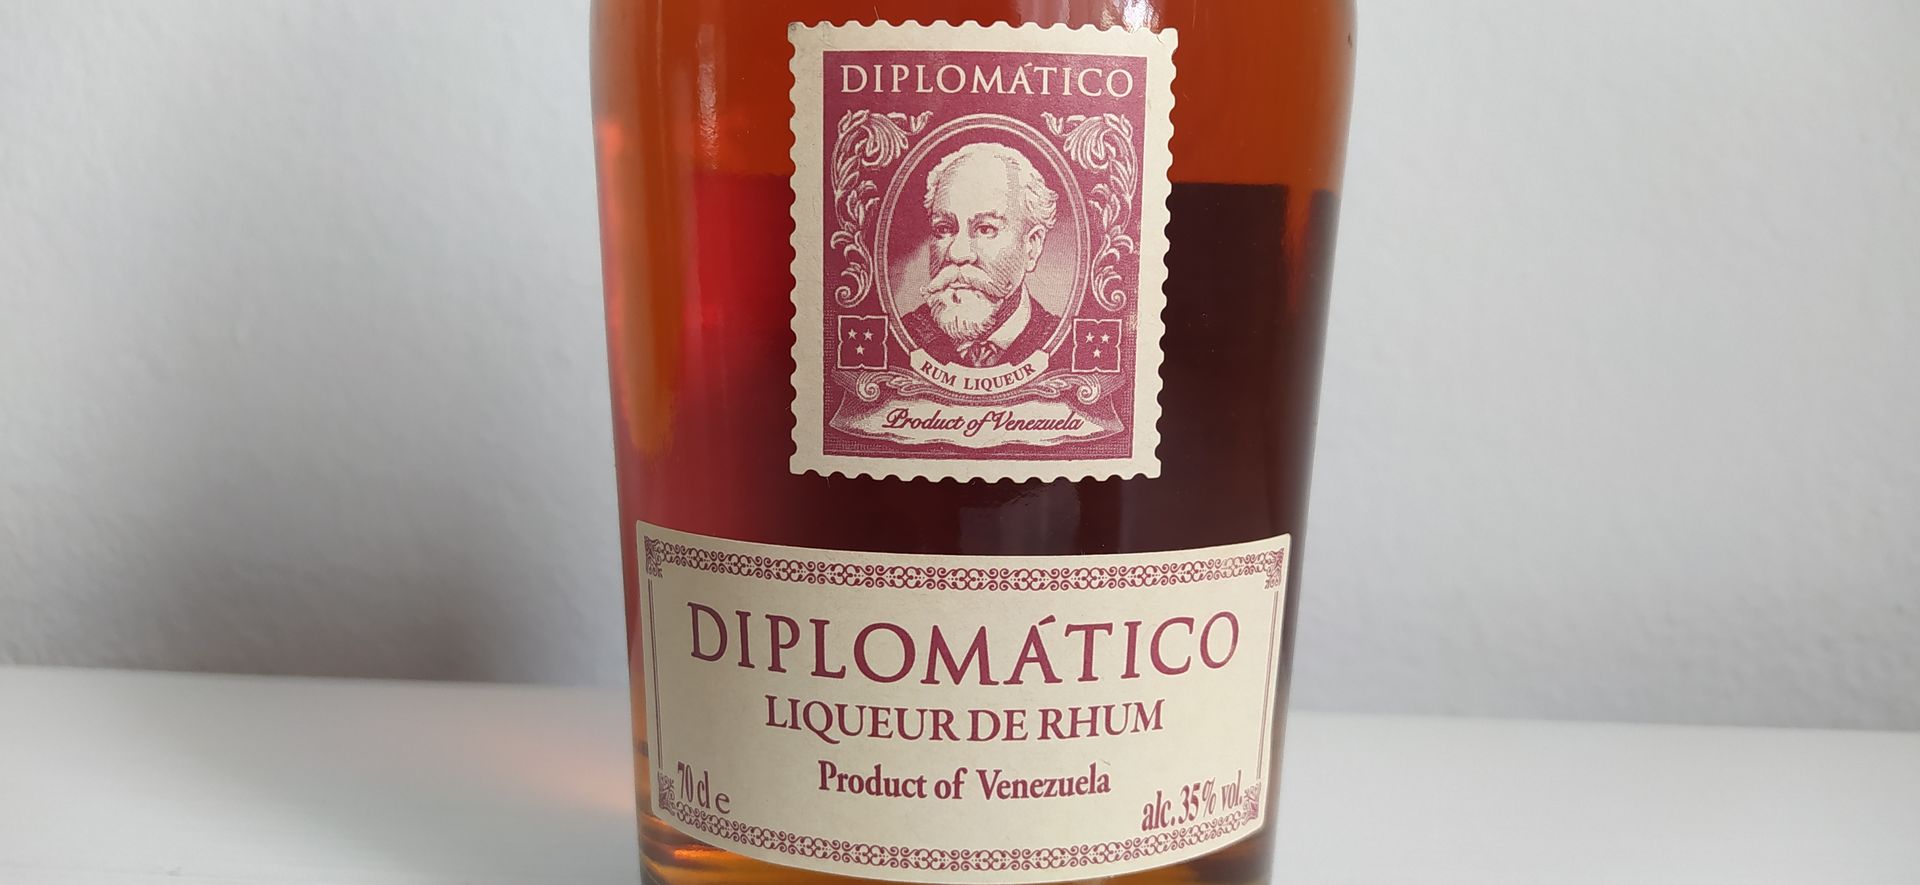 DIPLOMÁTICO
RUM LIQUEUR
Product of Venezuela
DIPLOMÁTICO
LIQUEUR DE RHUM
Product of Venezuela
70 cl e
alc. 35% vol.